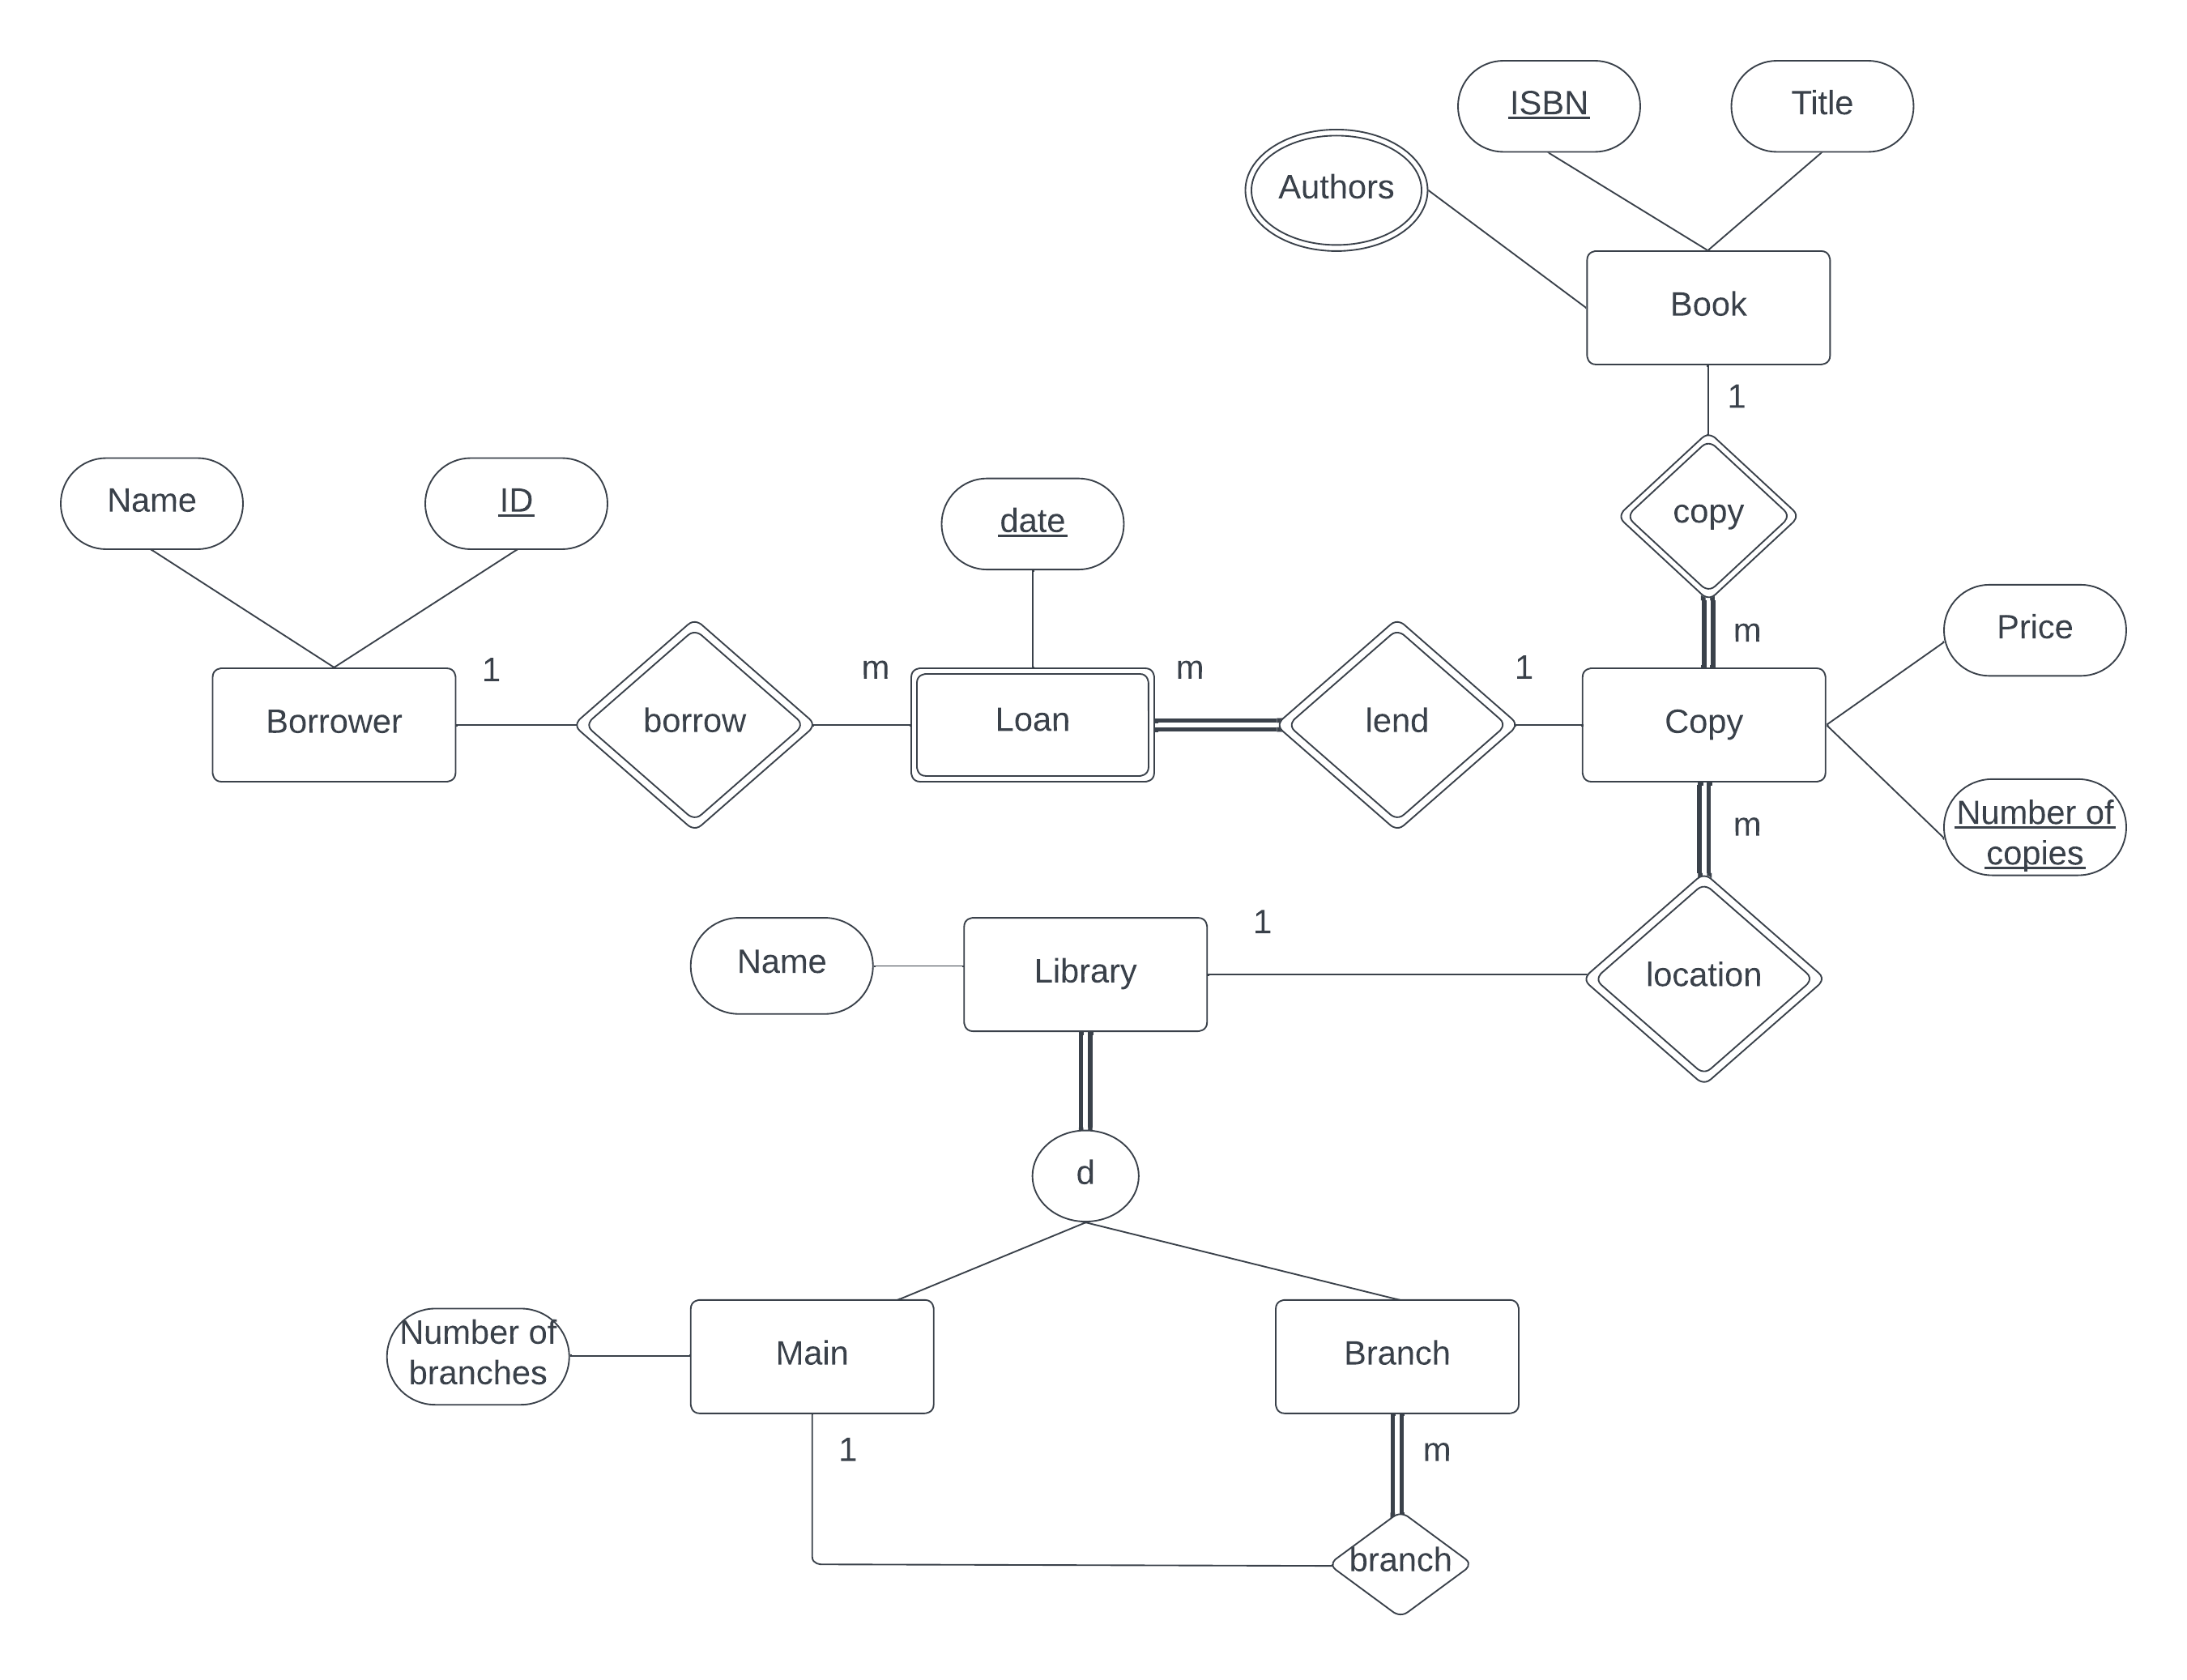 ISBN
Title
Authors
Book
1
Name
ID
date
copy
m
Price
1
m
m
1
Borrower
borrow
Loan
lend
Copy
Number of
copies
m
1
Name
Library
location
d
Number of
branches
Main
Branch
1
m
branch